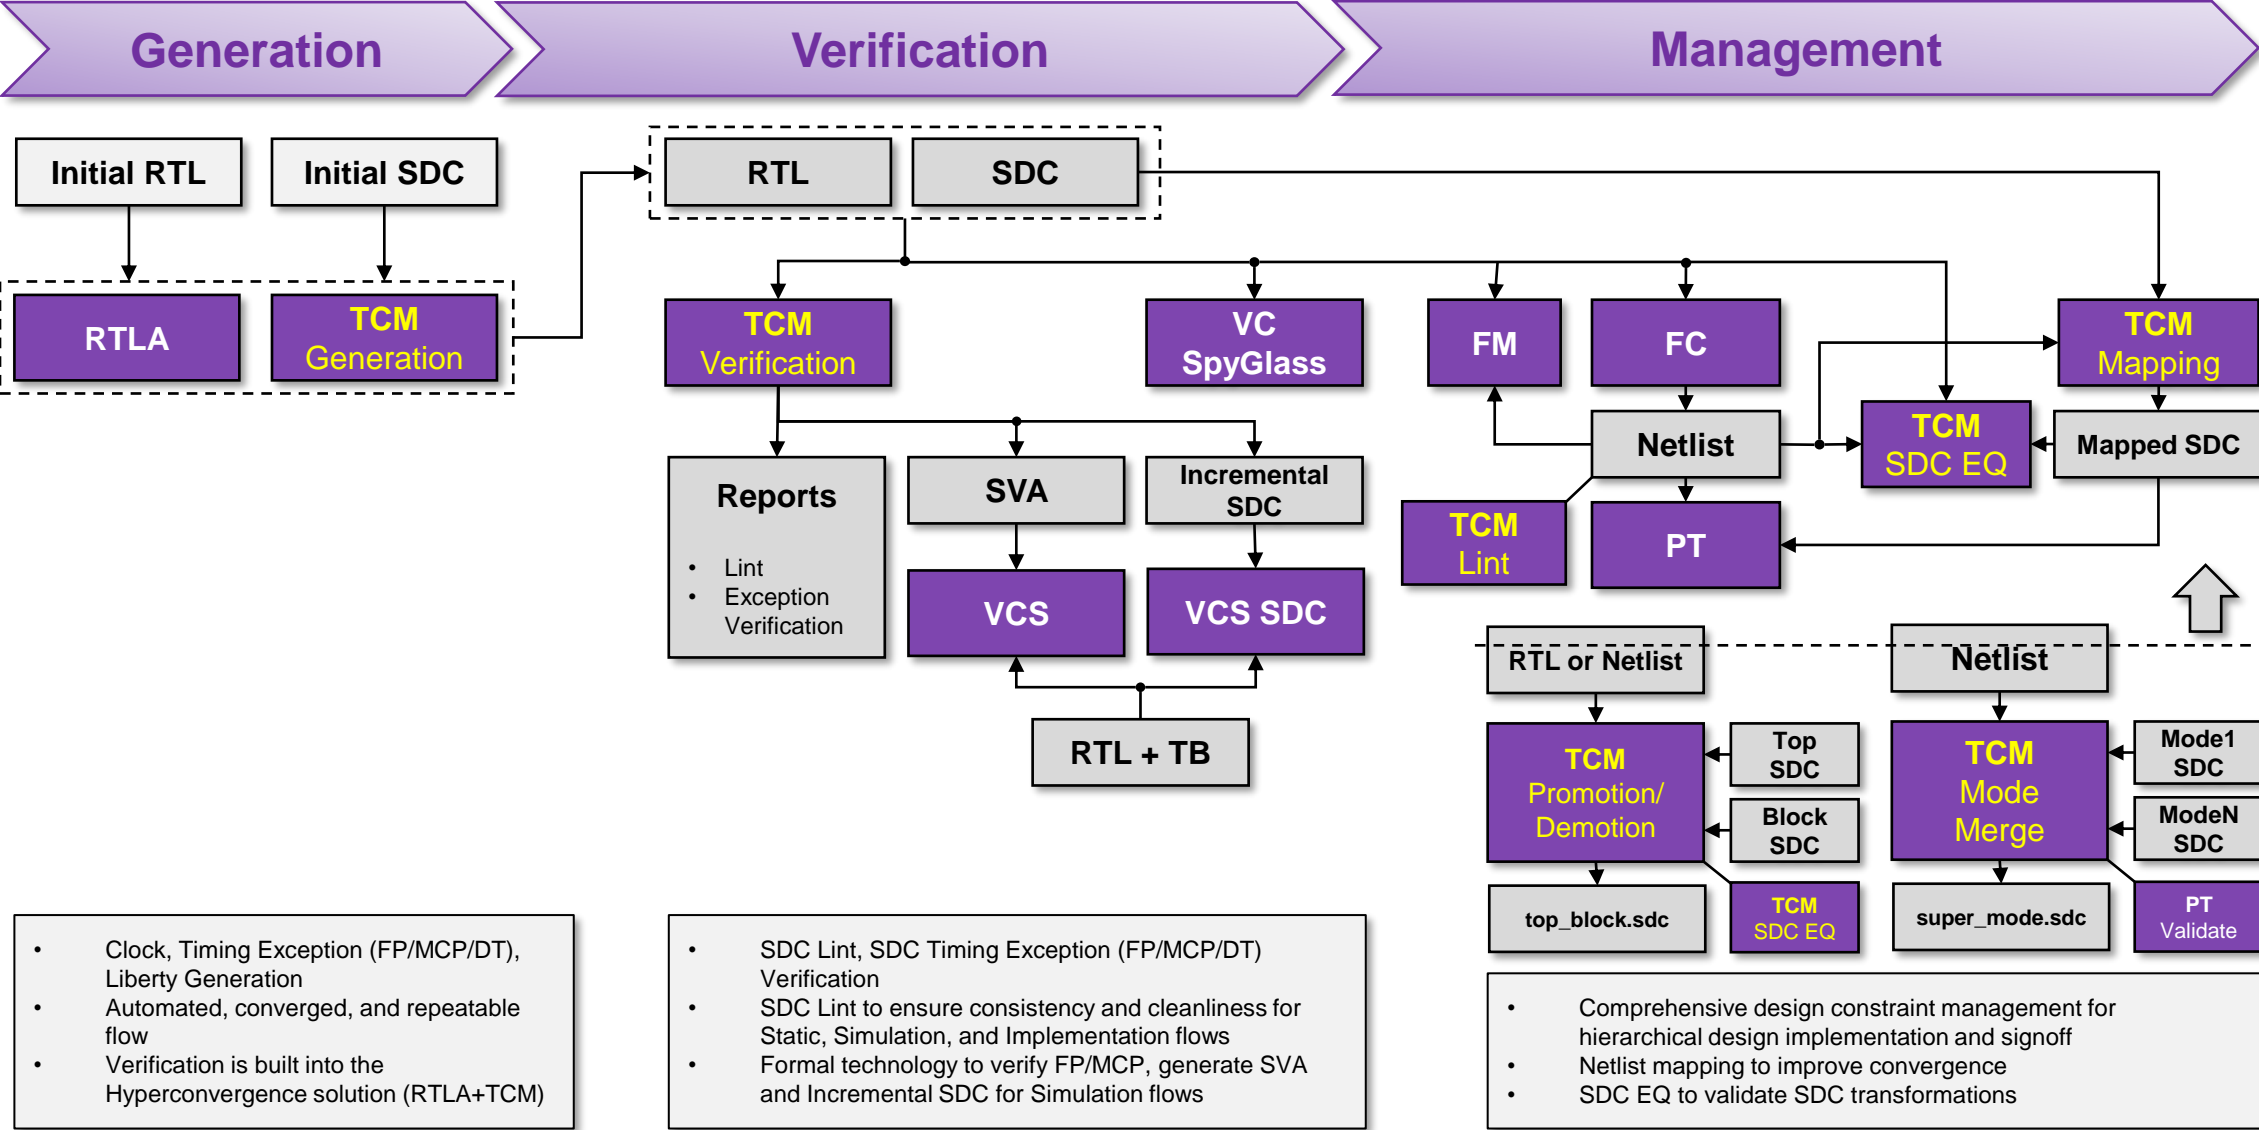 Generation
Verification
Management
Initial RTL
Initial SDC
RTL
SDC
RTLA
TCM
Generation
TCM
Verification
VC
SpyGlass
FM
FC
TCM
Mapping
Netlist
TCM
SDC EQ
Mapped SDC
Reports
• Lint
• Exception
Verification
SVA
Incremental
SDC
TCM
Lint
PT
VCS
VCS SDC
RTL + TB
RTL or Netlist
Netlist
TCM
Promotion/
Demotion
Top
SDC
Block
SDC
TCM
Mode
Merge
Mode1
SDC
ModeN
SDC
top_block.sdc
TCM
SDC EQ
super_mode.sdc
PT
Validate
• Clock, Timing Exception (FP/MCP/DT),
Liberty Generation
• Automated, converged, and repeatable
flow
• Verification is built into the
Hyperconvergence solution (RTLA+TCM)
• SDC Lint, SDC Timing Exception (FP/MCP/DT)
Verification
• SDC Lint to ensure consistency and cleanliness for
Static, Simulation, and Implementation flows
• Formal technology to verify FP/MCP, generate SVA
and Incremental SDC for Simulation flows
• Comprehensive design constraint management for
hierarchical design implementation and signoff
• Netlist mapping to improve convergence
• SDC EQ to validate SDC transformations